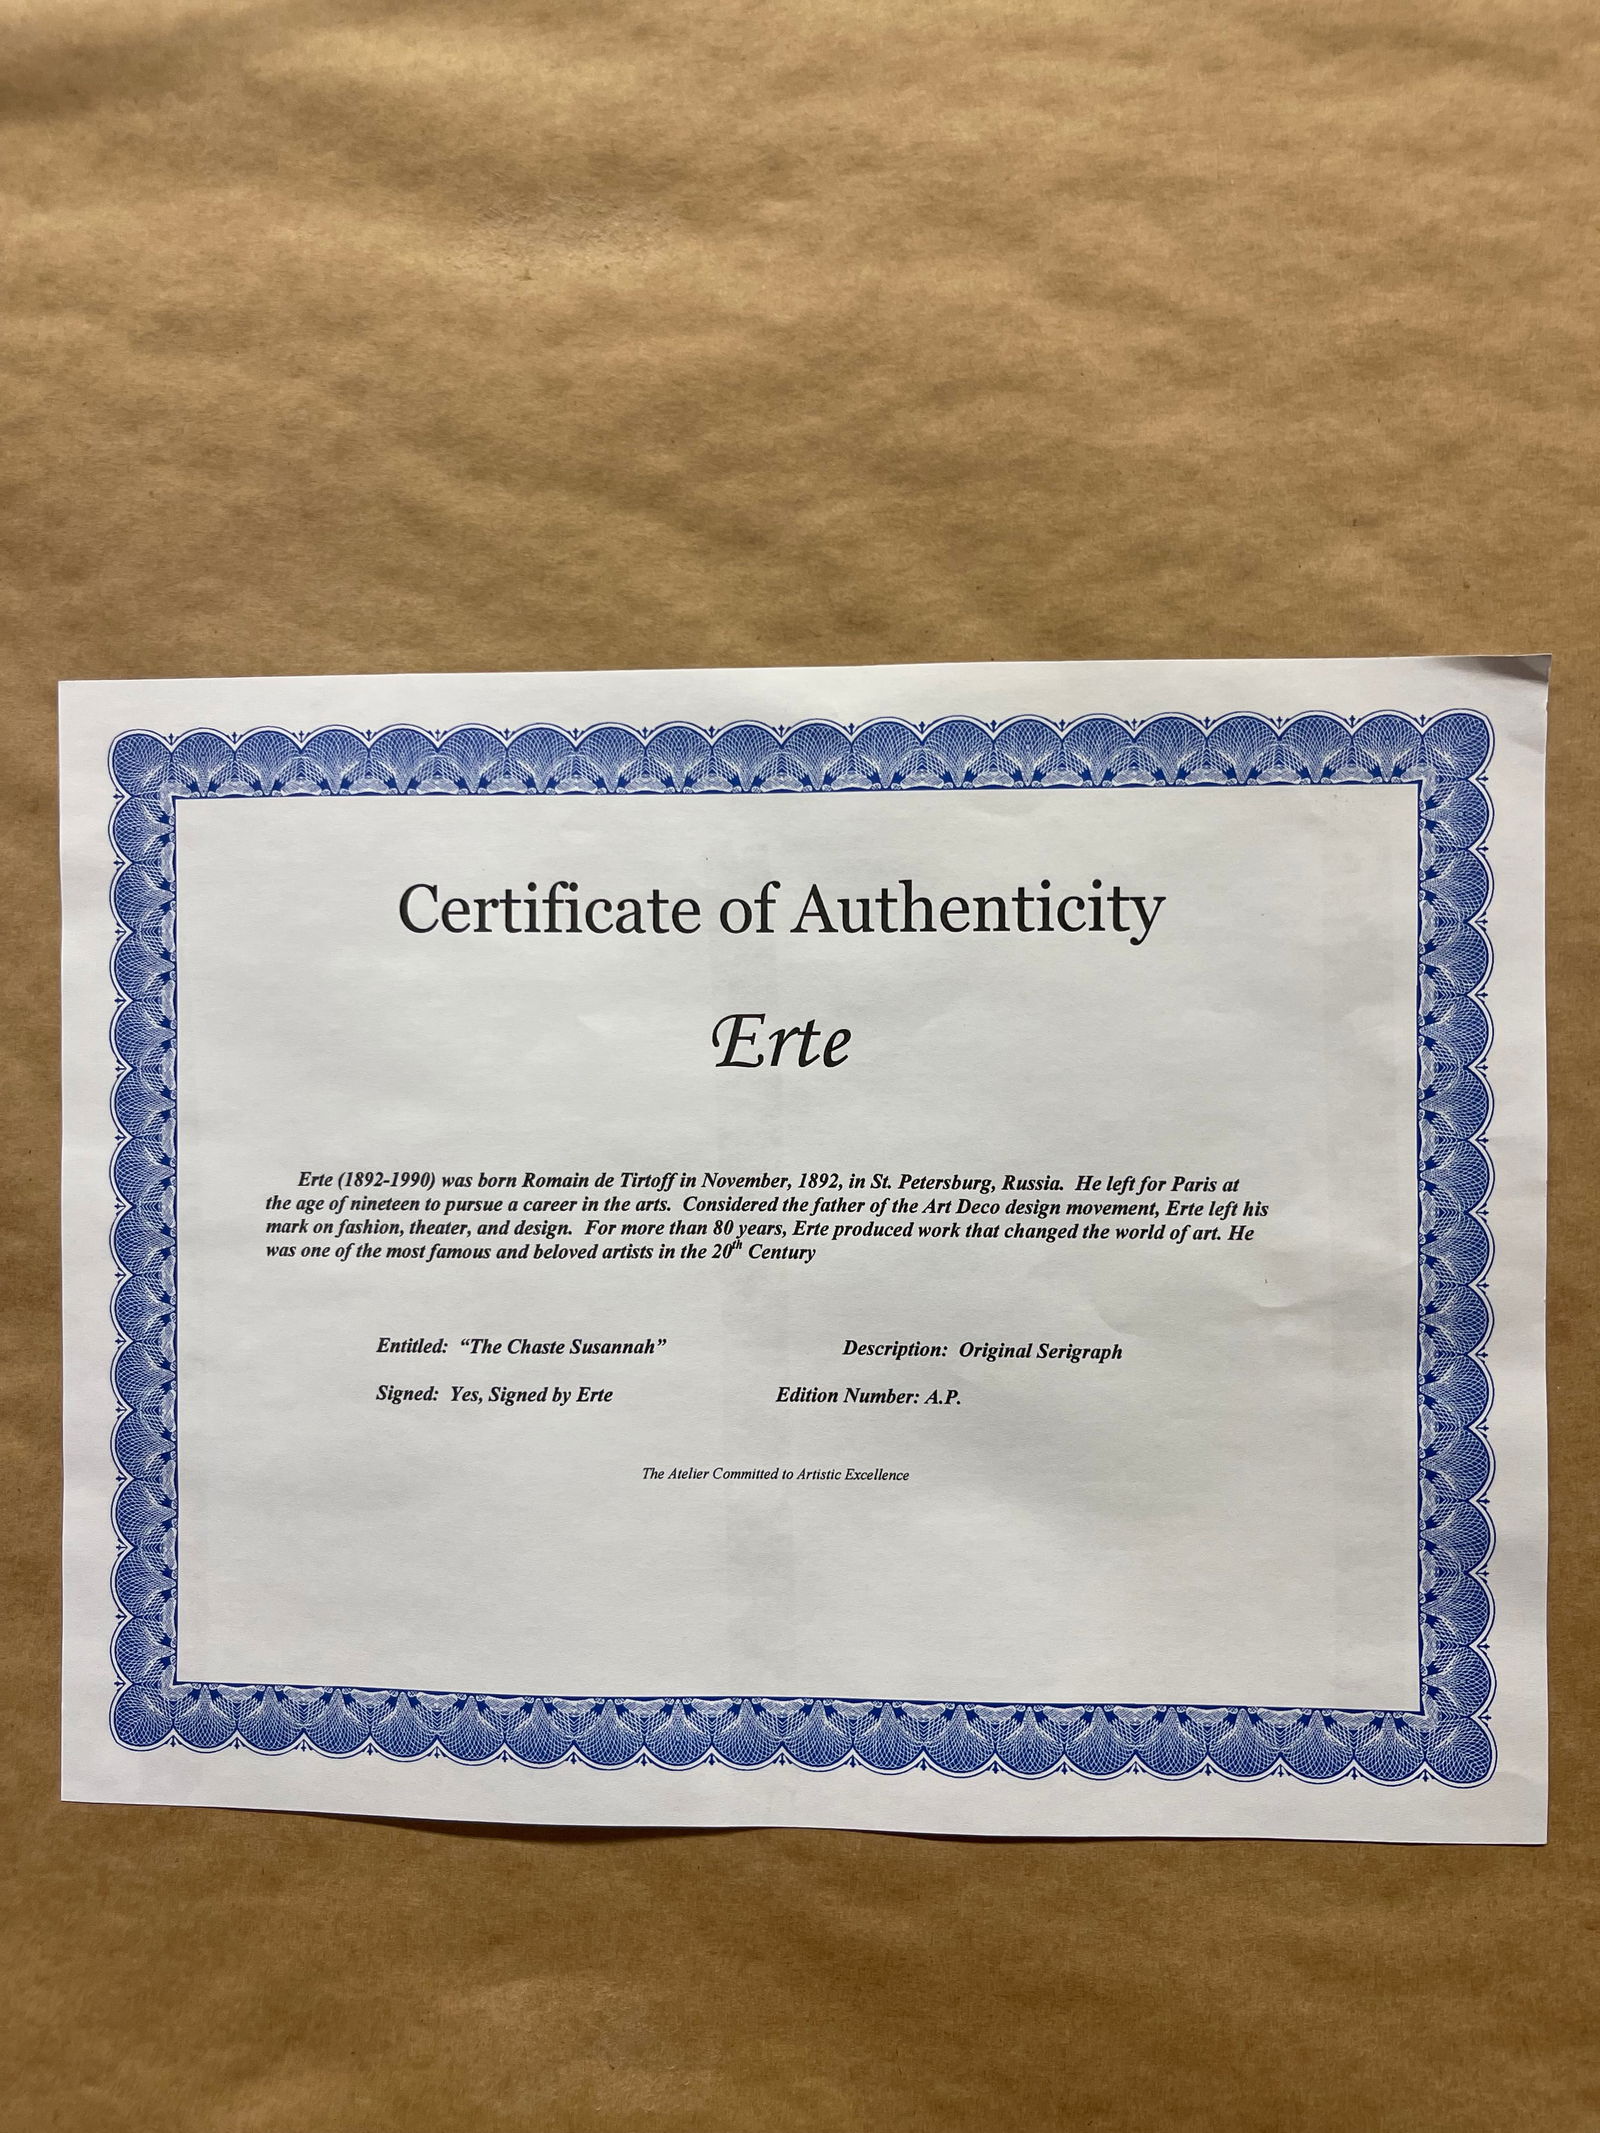 Certificate of Authenticity
Erte
Erte (1892-1990) was born Romain de Tirtoff in November, 1892, in St. Petersburg, Russia. He left for Paris at
the age of nineteen to pursue a career in the arts. Considered the father of the Art Deco design movement, Erte left his
mark on fashion, theater, and design. For more than 80 years, Erte produced work that changed the world of art. He
was one of the most famous and beloved artists in the 20th Century
Entitled: “The Chaste Susannah” Description: Original Serigraph
Signed: Yes, Signed by Erte Edition Number: A.P.
The Atelier Committed to Artistic Excellence